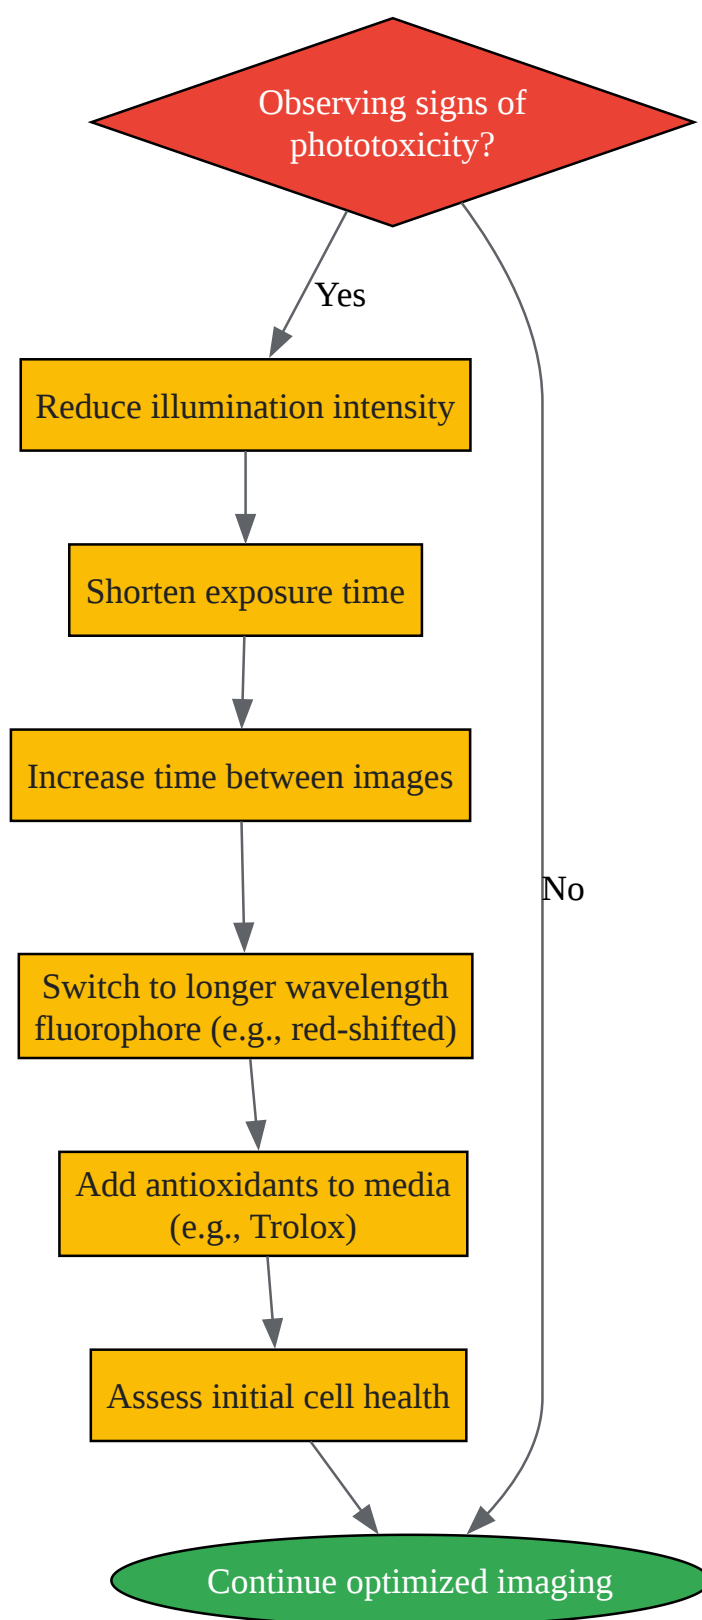 Observing signs of
phototoxicity?
Yes
Reduce illumination intensity
Shorten exposure time
Increase time between images
No
Switch to longer wavelength
fluorophore (e.g., red-shifted)
Add antioxidants to media
(e.g., Trolox)
Assess initial cell health
Continue optimized imaging